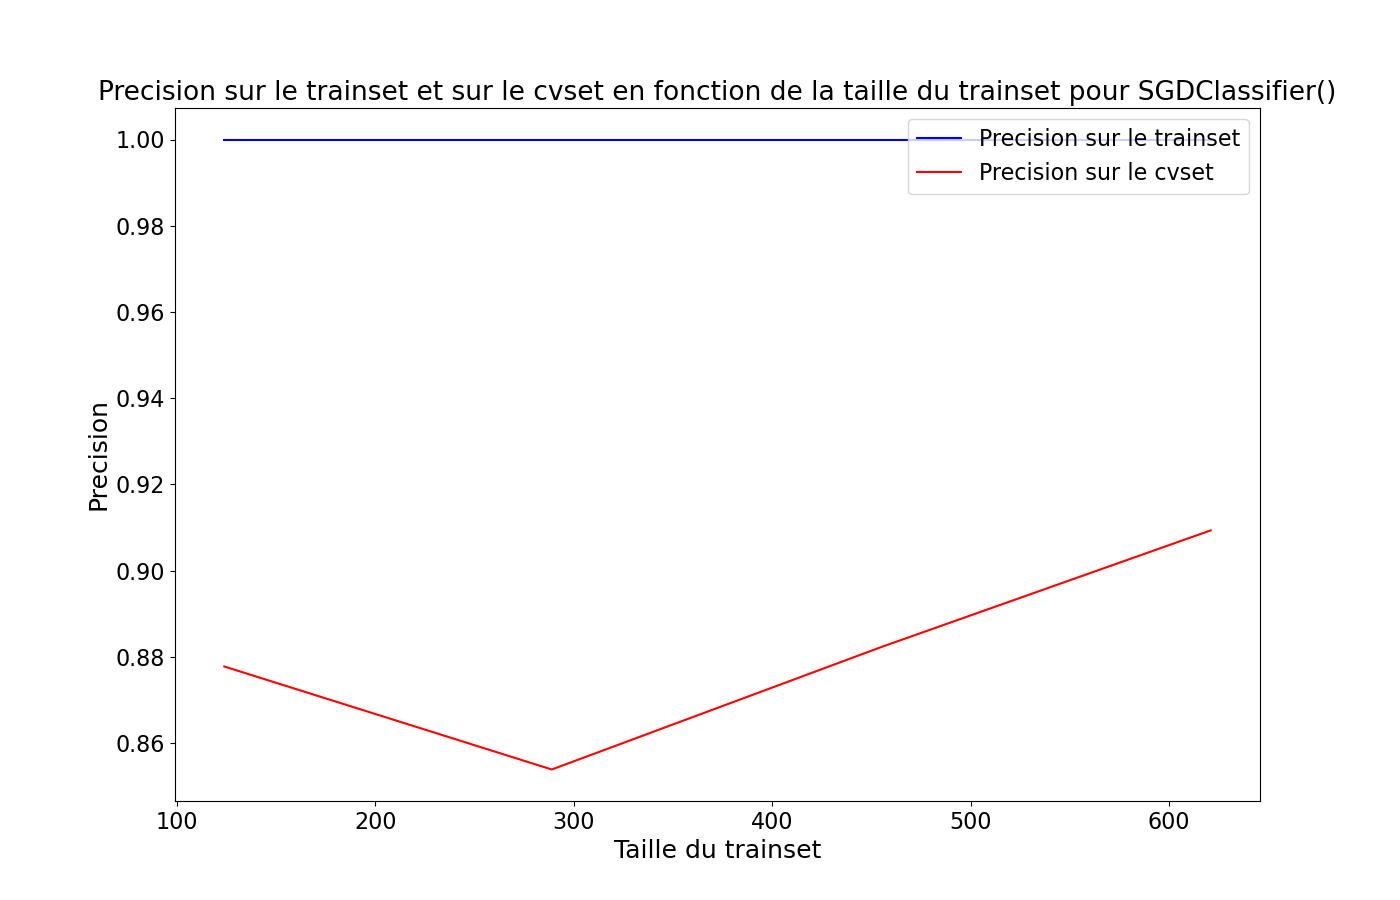 Precision sur le trainset et sur le cvset en fonction de la taille du trainset pour SGDClassifier()
Precision sur le trainset
Precision sur le cvset
Precision
1.00
0.98
0.96
0.94
0.92
0.90
0.88
0.86
100 200 300 400 500 600
Taille du trainset